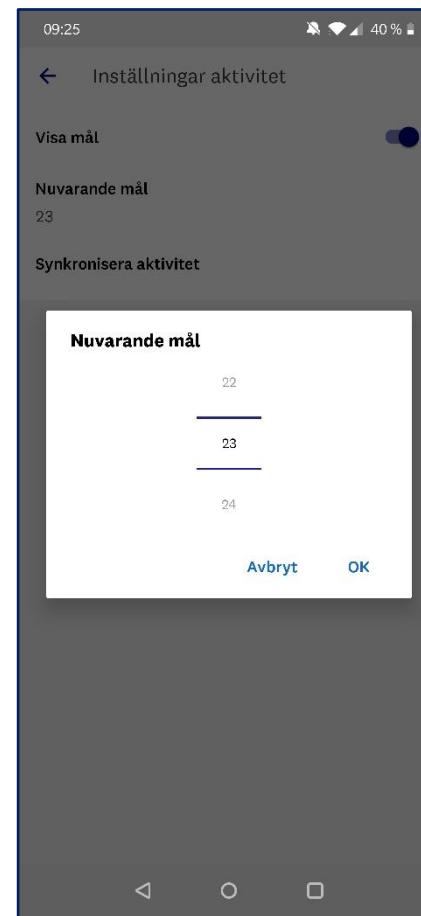 09:25 40 %
Inställningar aktivitet
Visa mål
Nuvarande mål
23
Synkronisera aktivitet
Nuvarande mål
22
23
24
Avbryt OK